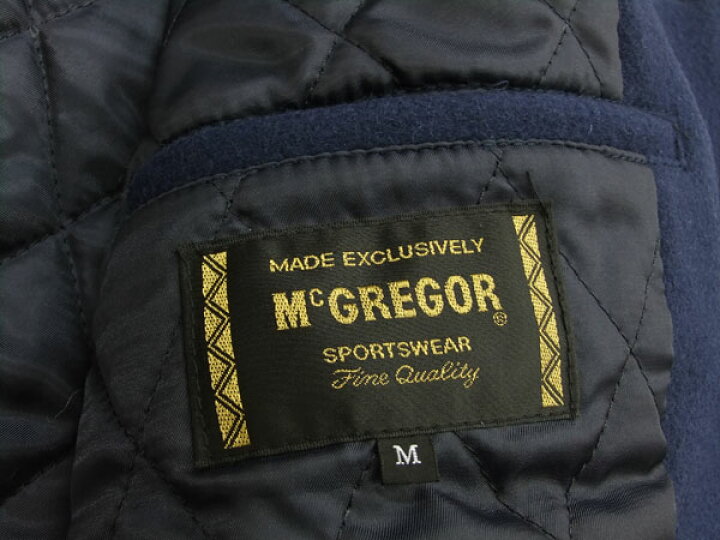 MADE EXCLUSIVELY
McGREGOR®
SPORTSWEAR
Fine Quality
M